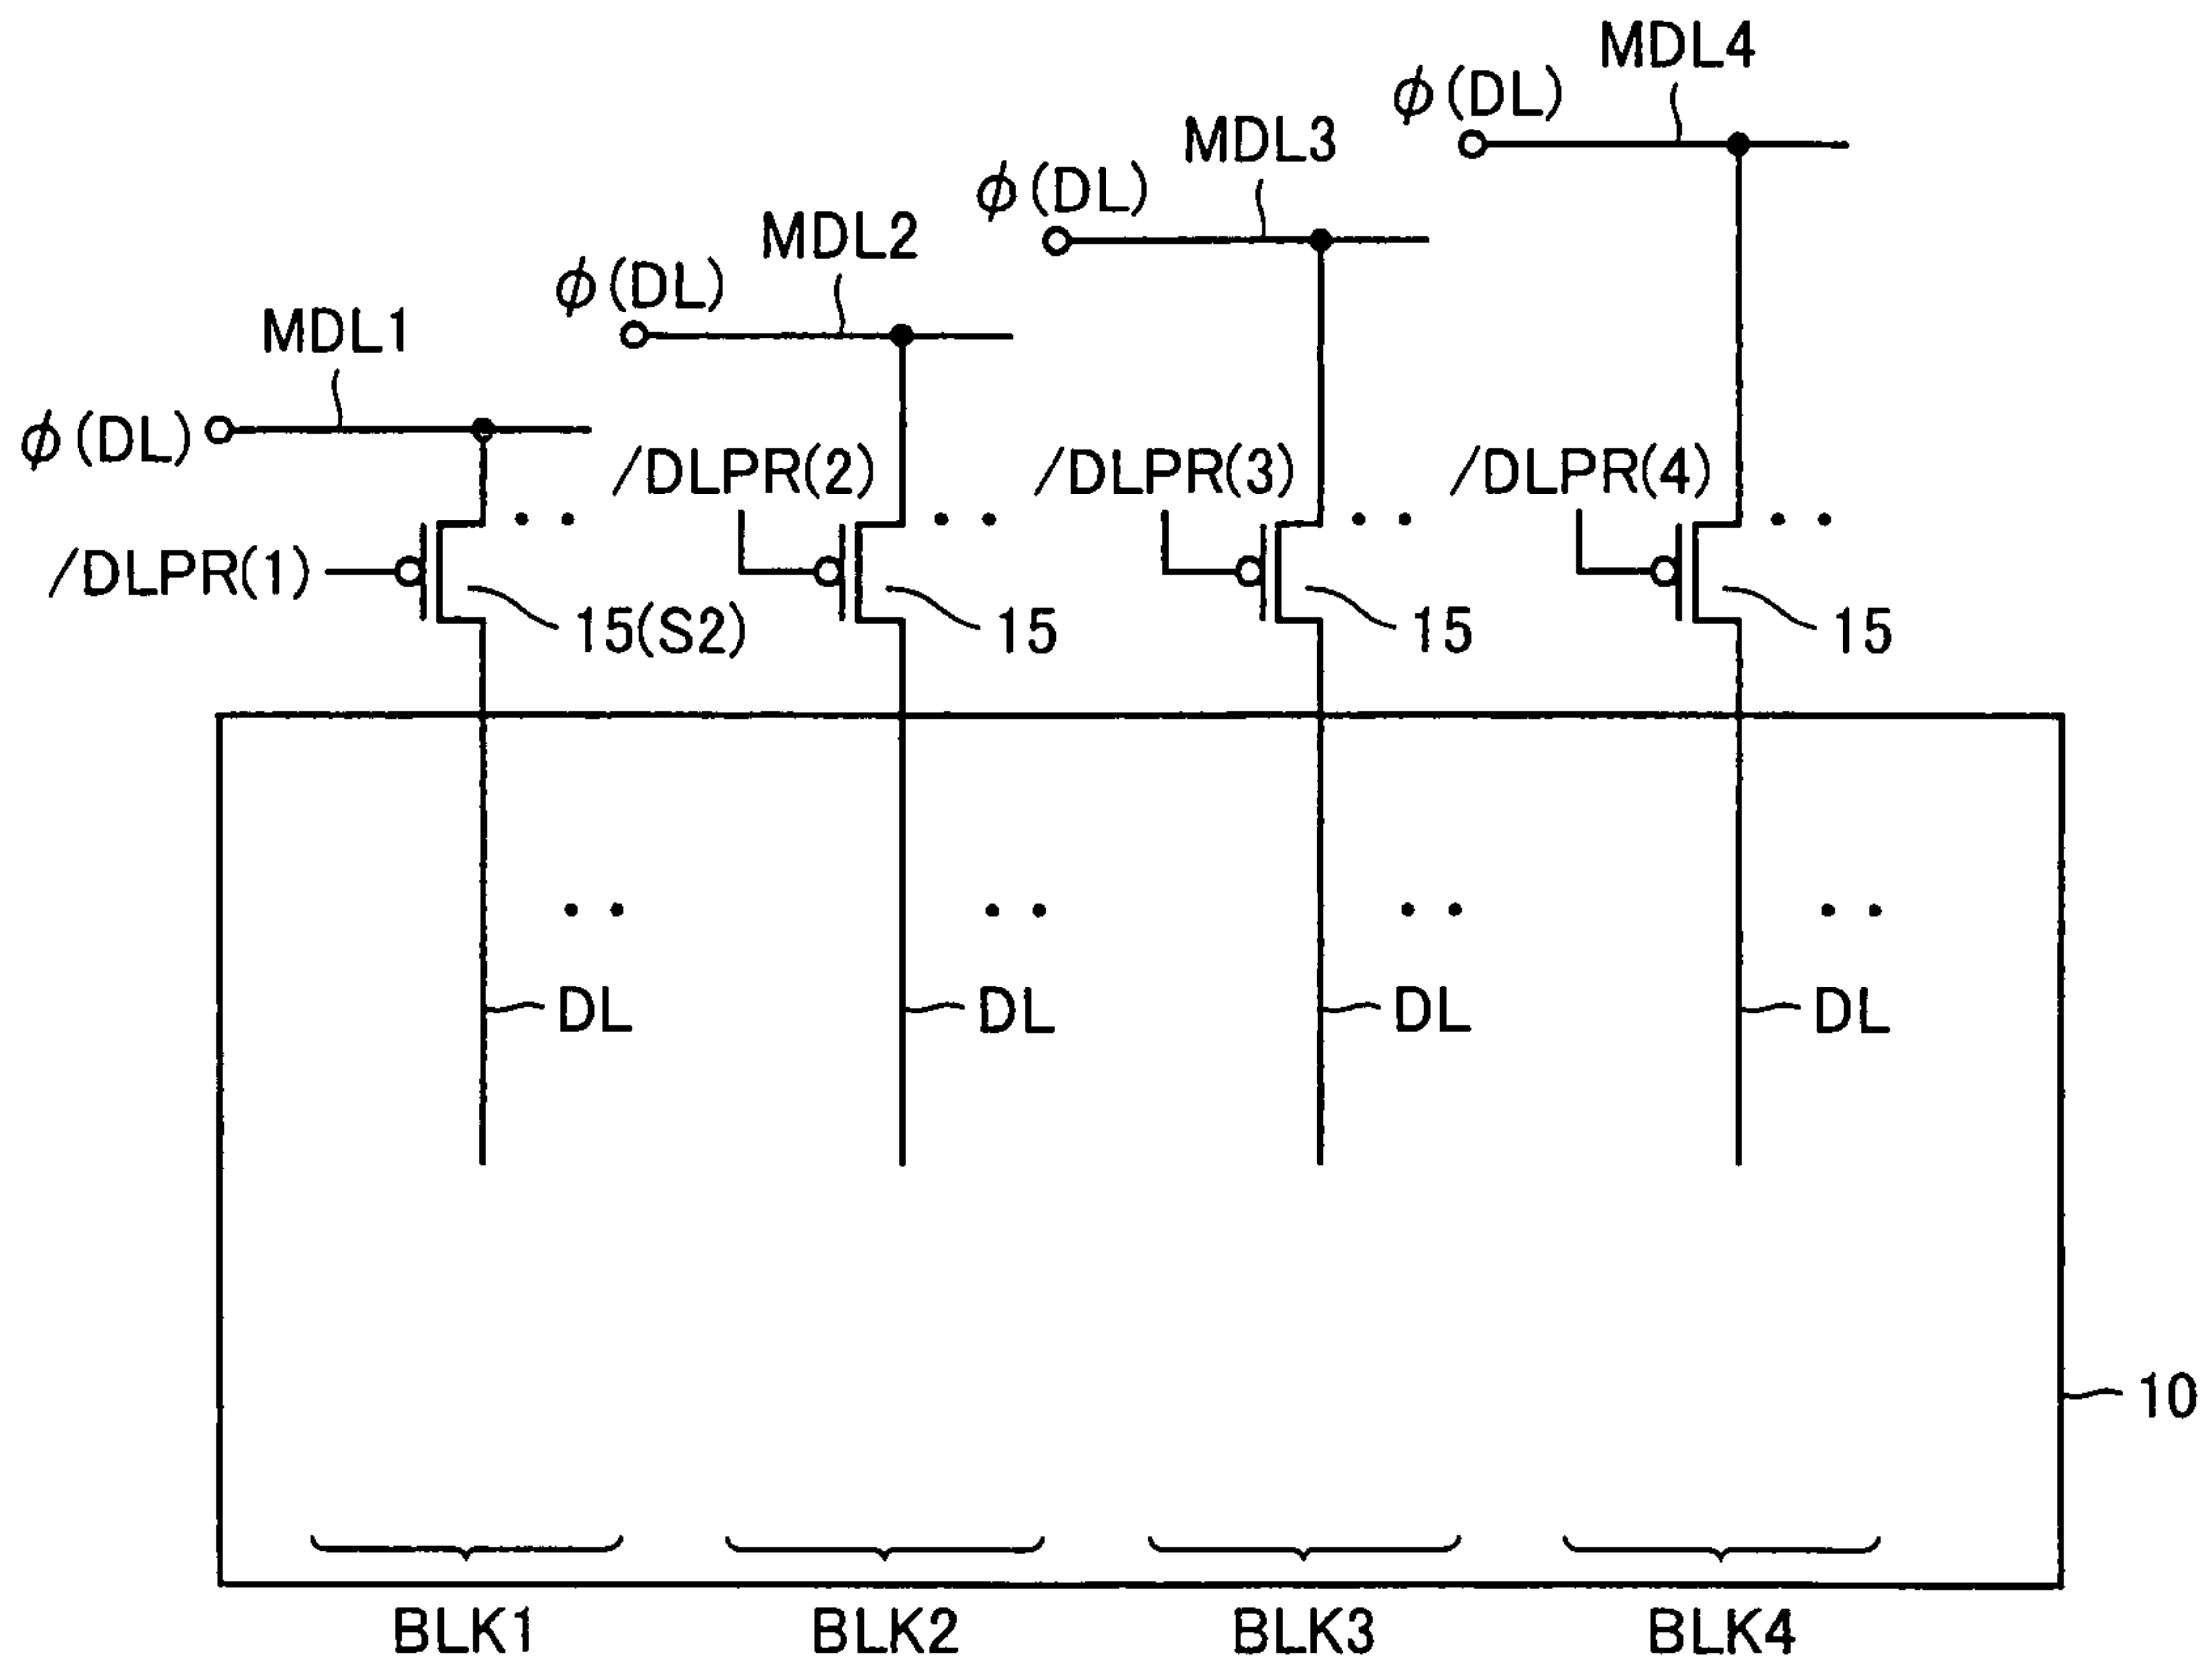 MDL4
ϕ(DL)
MDL3
ϕ(DL)
MDL2
ϕ(DL)
MDL1
ϕ(DL)
/DLPR(1)
/DLPR(2)
/DLPR(3)
/DLPR(4)
15(S2)
15
15
15
DL
DL
DL
DL
10
BLK1
BLK2
BLK3
BLK4